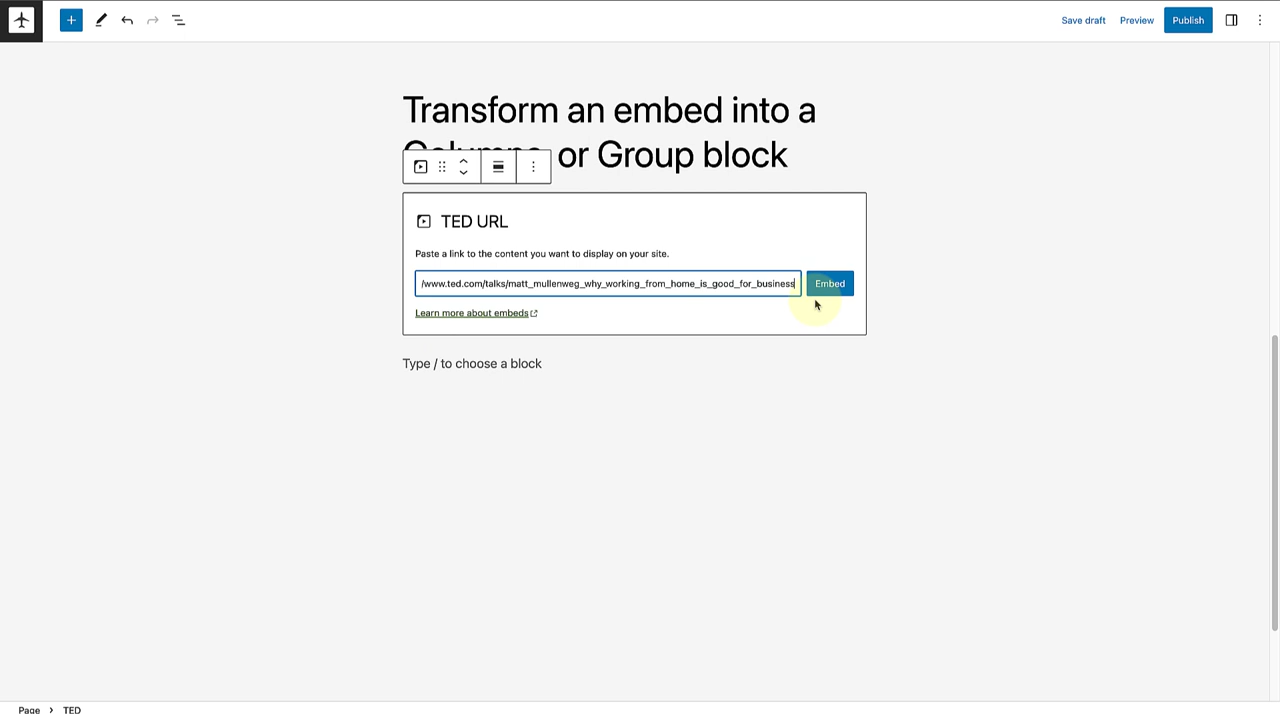 Save draft
Preview
Publish
Transform an embed into a
or Group block
TED URL
Paste a link to the content you want to display on your site.
/www.ted.com/talks/matt_mullenweg_why_working_from_home_is_good_for_business
Embed
Learn more about embeds
Type / to choose a block
Page > TED